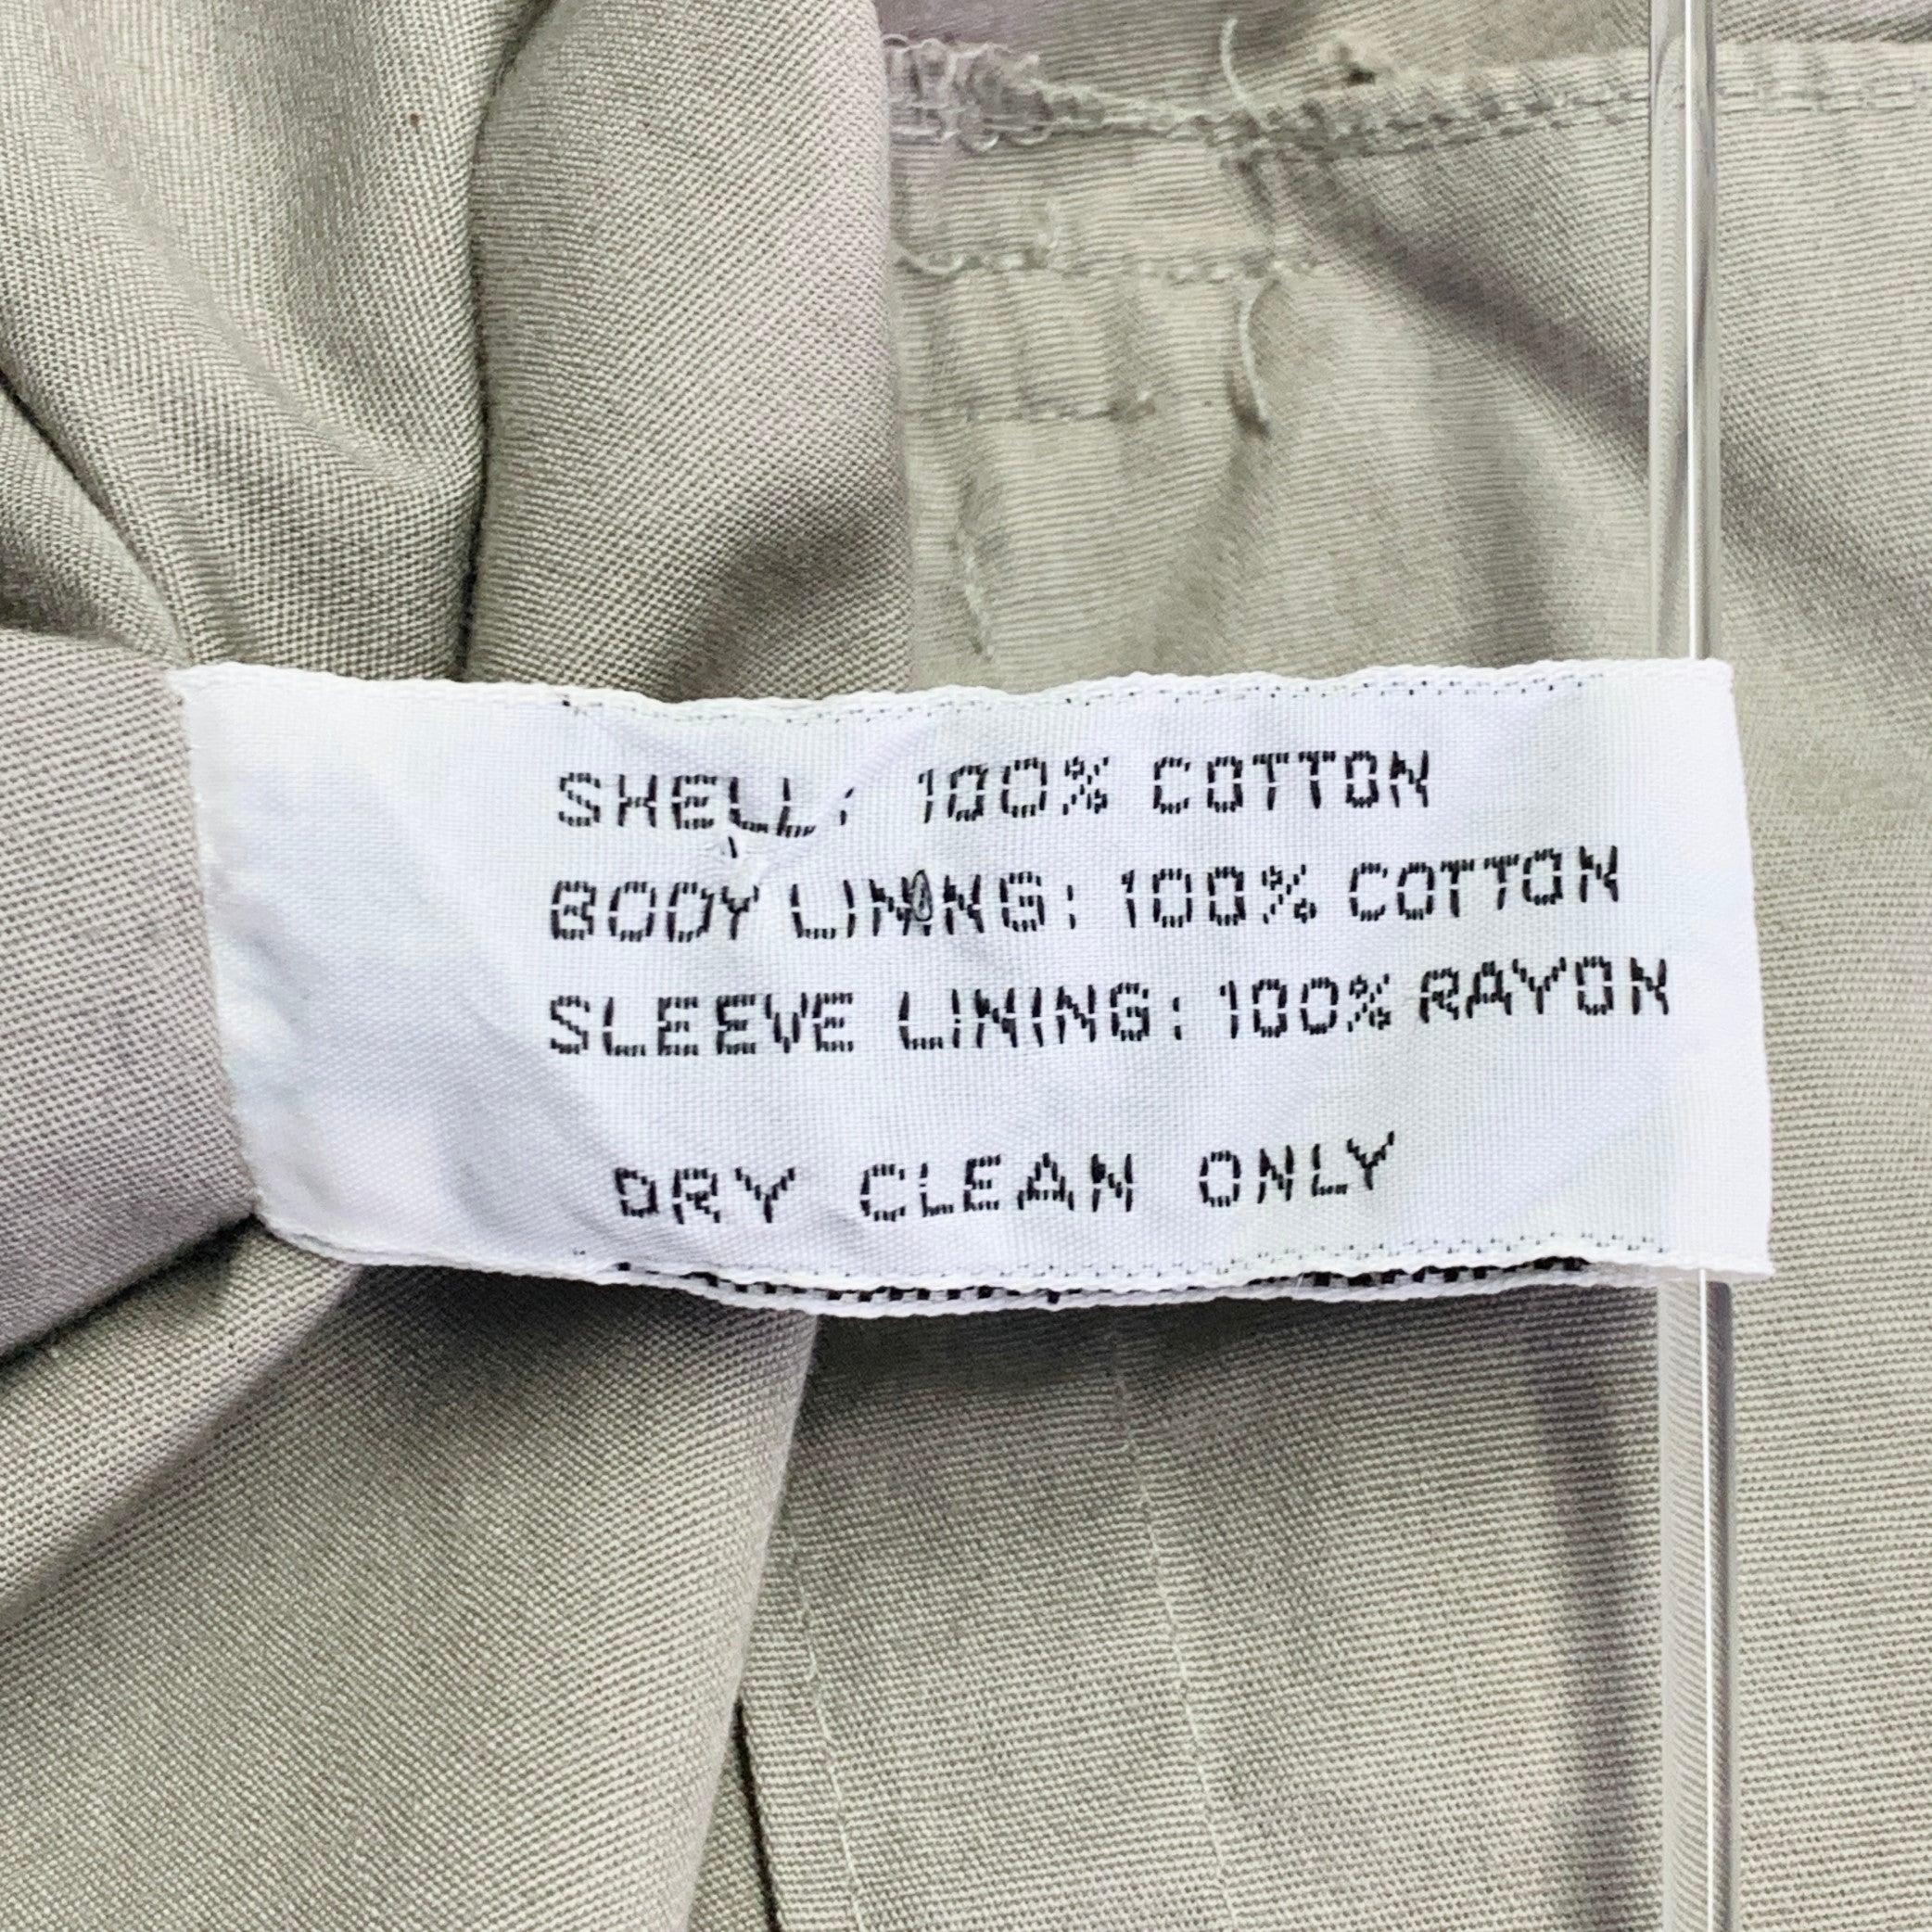 SHELL: 100% COTTON
BODY LINING: 100% COTTON
SLEEVE LINING: 100% RAYON
DRY CLEAN ONLY